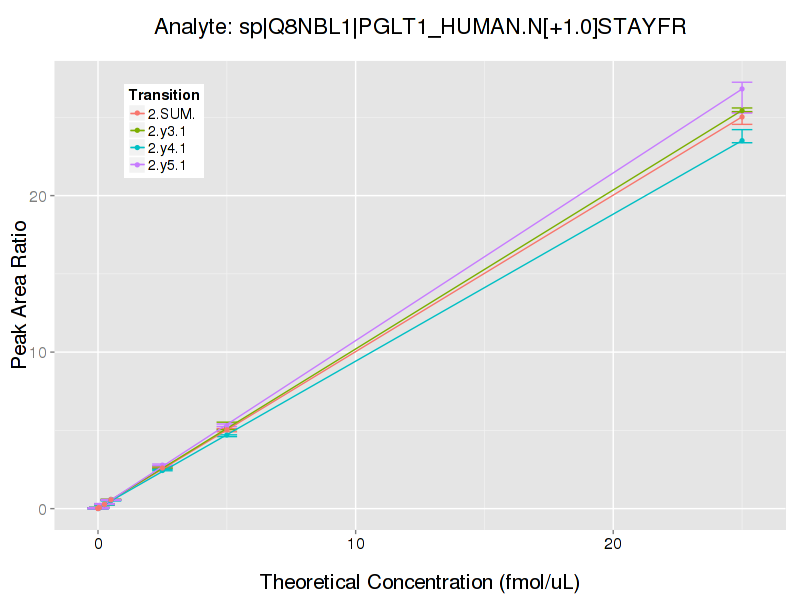 Analyte: sp|Q8NBL1|PGLT1_HUMAN.N[+1.0]STAYFR
Transition
2.SUM.
2.y3.1
2.y4.1
2.y5.1
20
10
0
Peak Area Ratio
0 10 20
Theoretical Concentration (fmol/uL)